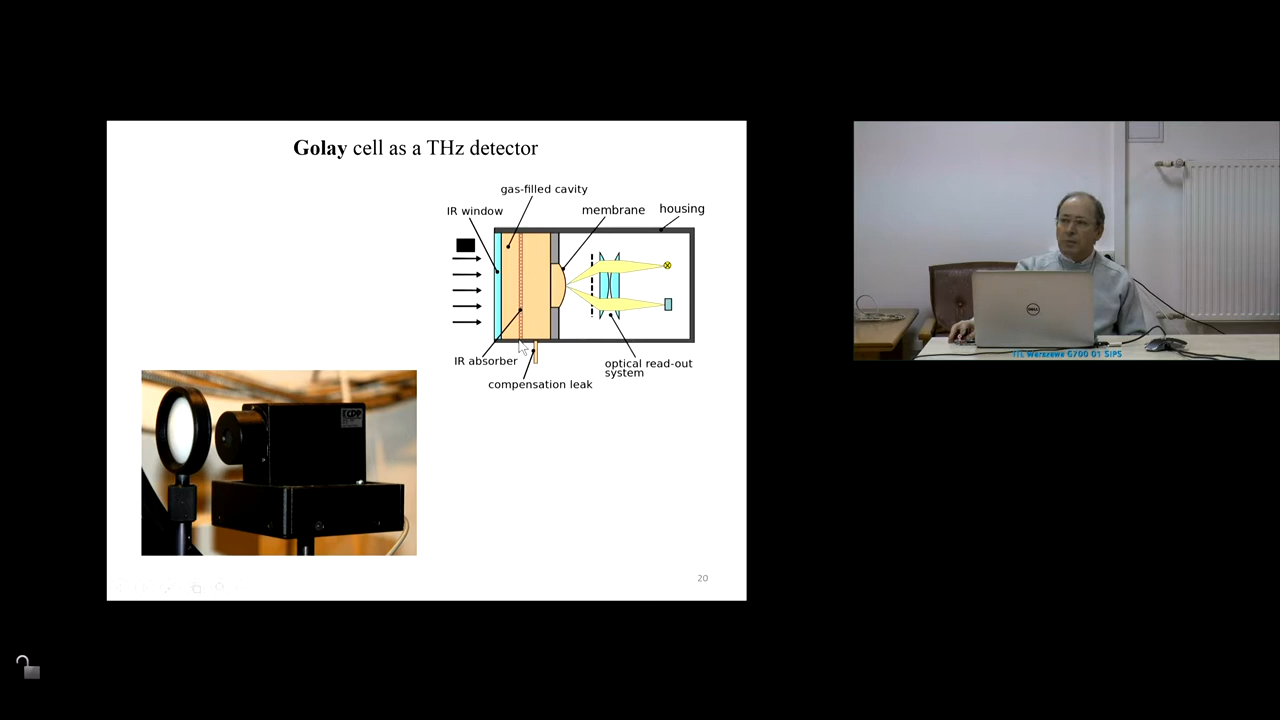 Golay cell as a THz detector
gas-filled cavity
IR window
membrane
housing
IR absorber
compensation leak
optical read-out
system
20
DELL
ITL Warszawa G700 01 SIPS